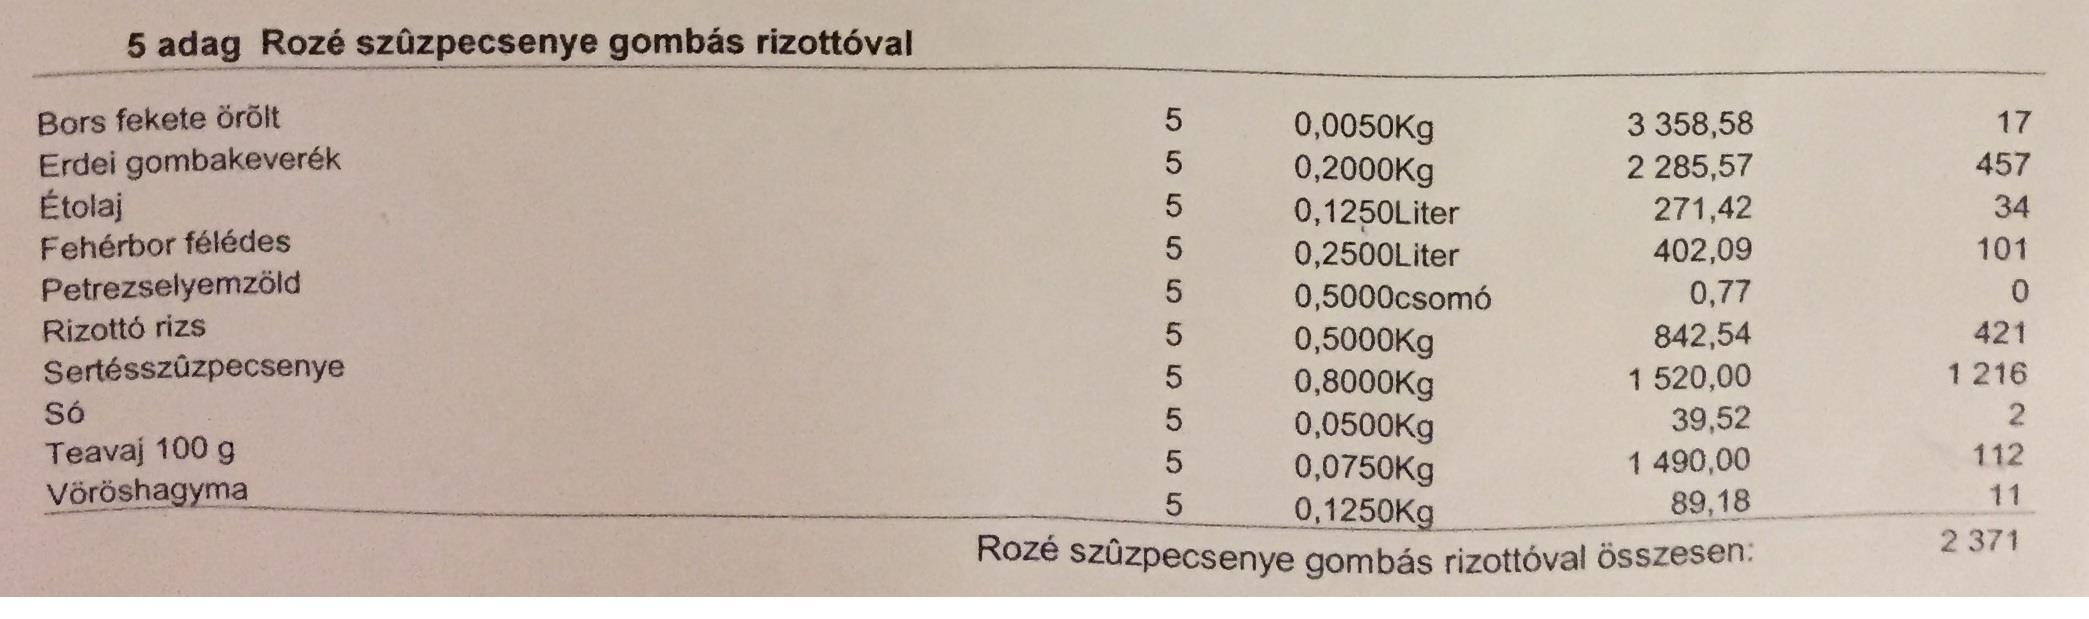 5 adag Rozé szûzpecsenye gombás rizottóval
Bors fekete örõlt 5 0,0050Kg 3 358,58 17
Erdei gombakeverék 5 0,2000Kg 2 285,57 457
Étolaj 5 0,1250Liter 271,42 34
Fehérbor félédes 5 0,2500Liter 402,09 101
Petrezselyemzöld 5 0,5000csomó 0,77 0
Rizottó rizs 5 0,5000Kg 842,54 421
Sertésszûzpecsenye 5 0,8000Kg 1 520,00 1 216
Só 5 0,0500Kg 39,52 2
Teavaj 100 g 5 0,0750Kg 1 490,00 112
Vöröshagyma 5 0,1250Kg 89,18 11
Rozé szûzpecsenye gombás rizottóval összesen: 2 371